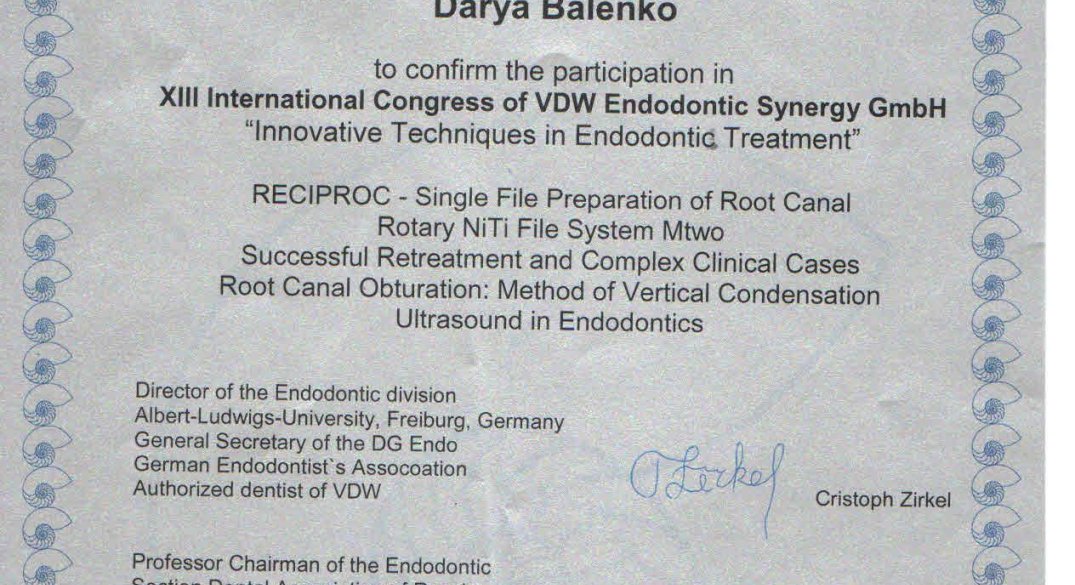 Darya Balenko
to confirm the participation in
XIII International Congress of VDW Endodontic Synergy GmbH
“Innovative Techniques in Endodontic Treatment”
RECIPROC - Single File Preparation of Root Canal
Rotary NiTi File System Mtwo
Successful Retreatment and Complex Clinical Cases
Root Canal Obturation: Method of Vertical Condensation
Ultrasound in Endodontics
Director of the Endodontic division
Albert-Ludwigs-University, Freiburg, Germany
General Secretary of the DG Endo
German Endodontist`s Assocoation
Authorized dentist of VDW
Cristoph Zirkel
Professor Chairman of the Endodontic